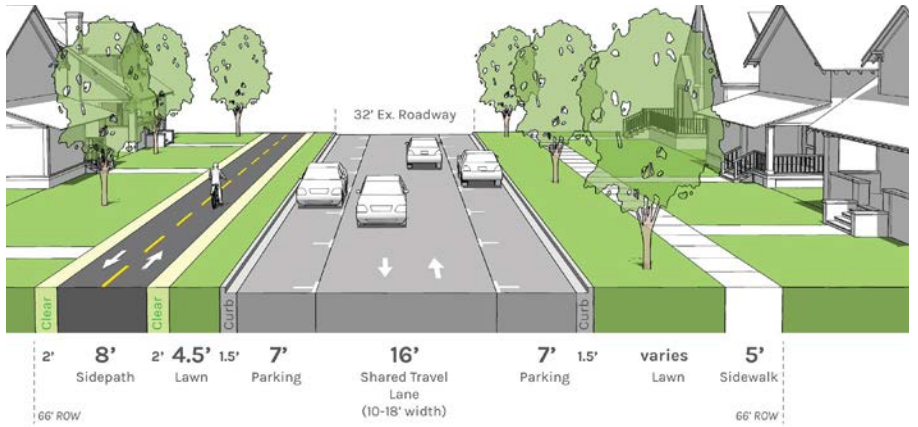 32' Ex. Roadway
Clear
Clear
Curb
Curb
2'
8'
2'
4.5'
1.5'
7'
16'
7'
1.5'
varies
5'
Sidepath
Lawn
Parking
Shared Travel
Parking
Lawn
Sidewalk
Lane
(10-18' width)
66' ROW
66' ROW